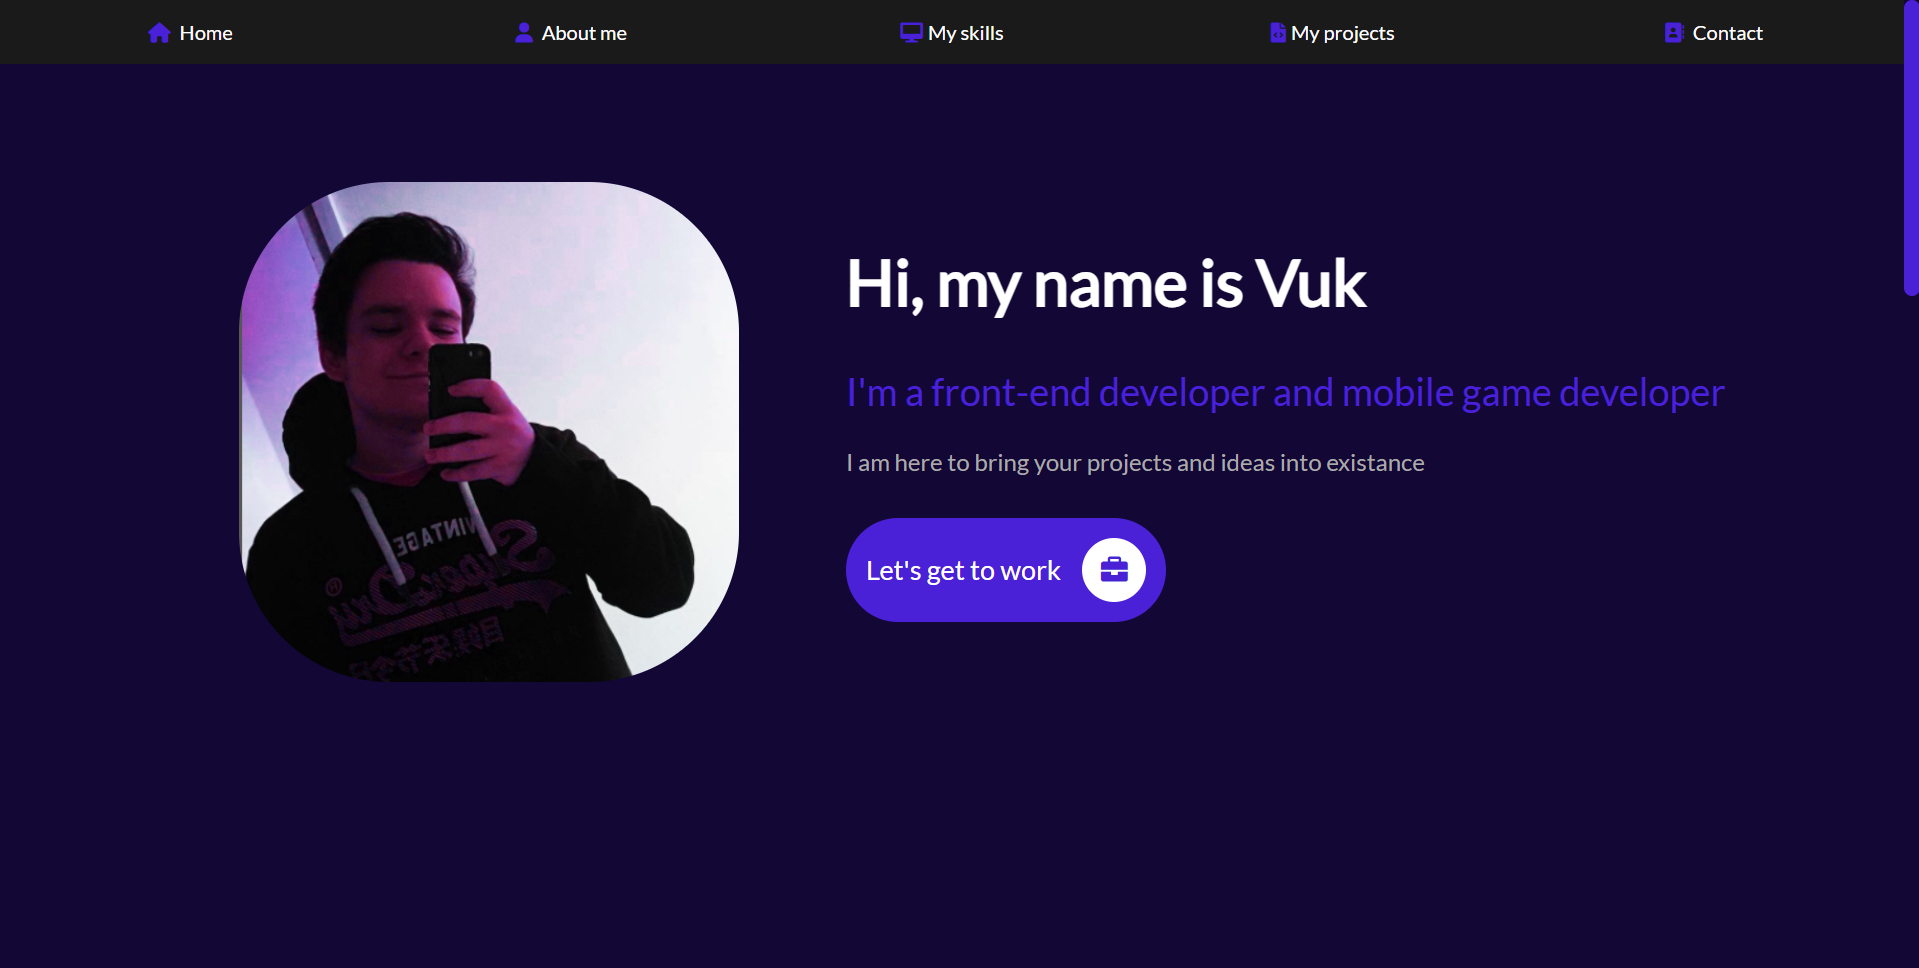 Home
About me
My skills
My projects
Contact
Hi, my name is Vuk
I'm a front-end developer and mobile game developer
I am here to bring your projects and ideas into existance
Let's get to work
VINTAGE